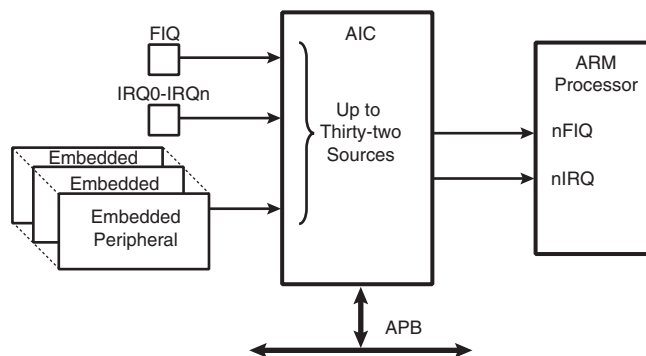 FIQ
IRQ0-IRQn
Embedded
Embedded
Embedded
Peripheral
AIC
Up to
Thirty-two
Sources
ARM
Processor
nFIQ
nIRQ
APB